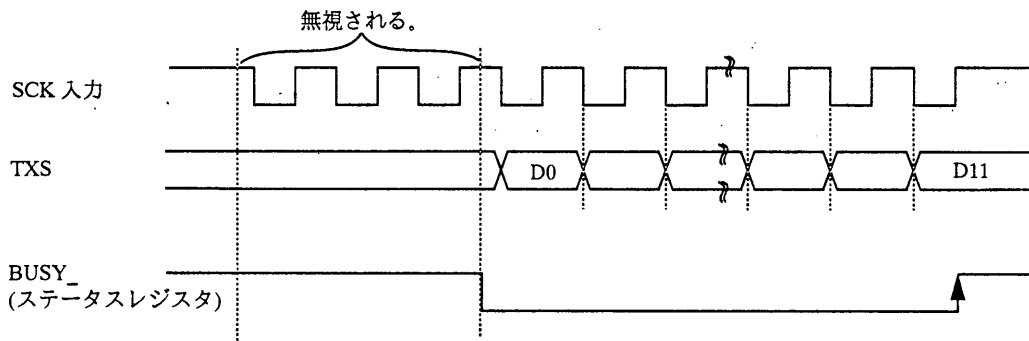 無視される。
SCK 入力
TXS
D0
D11
BUSY_
(ステータスレジスタ)